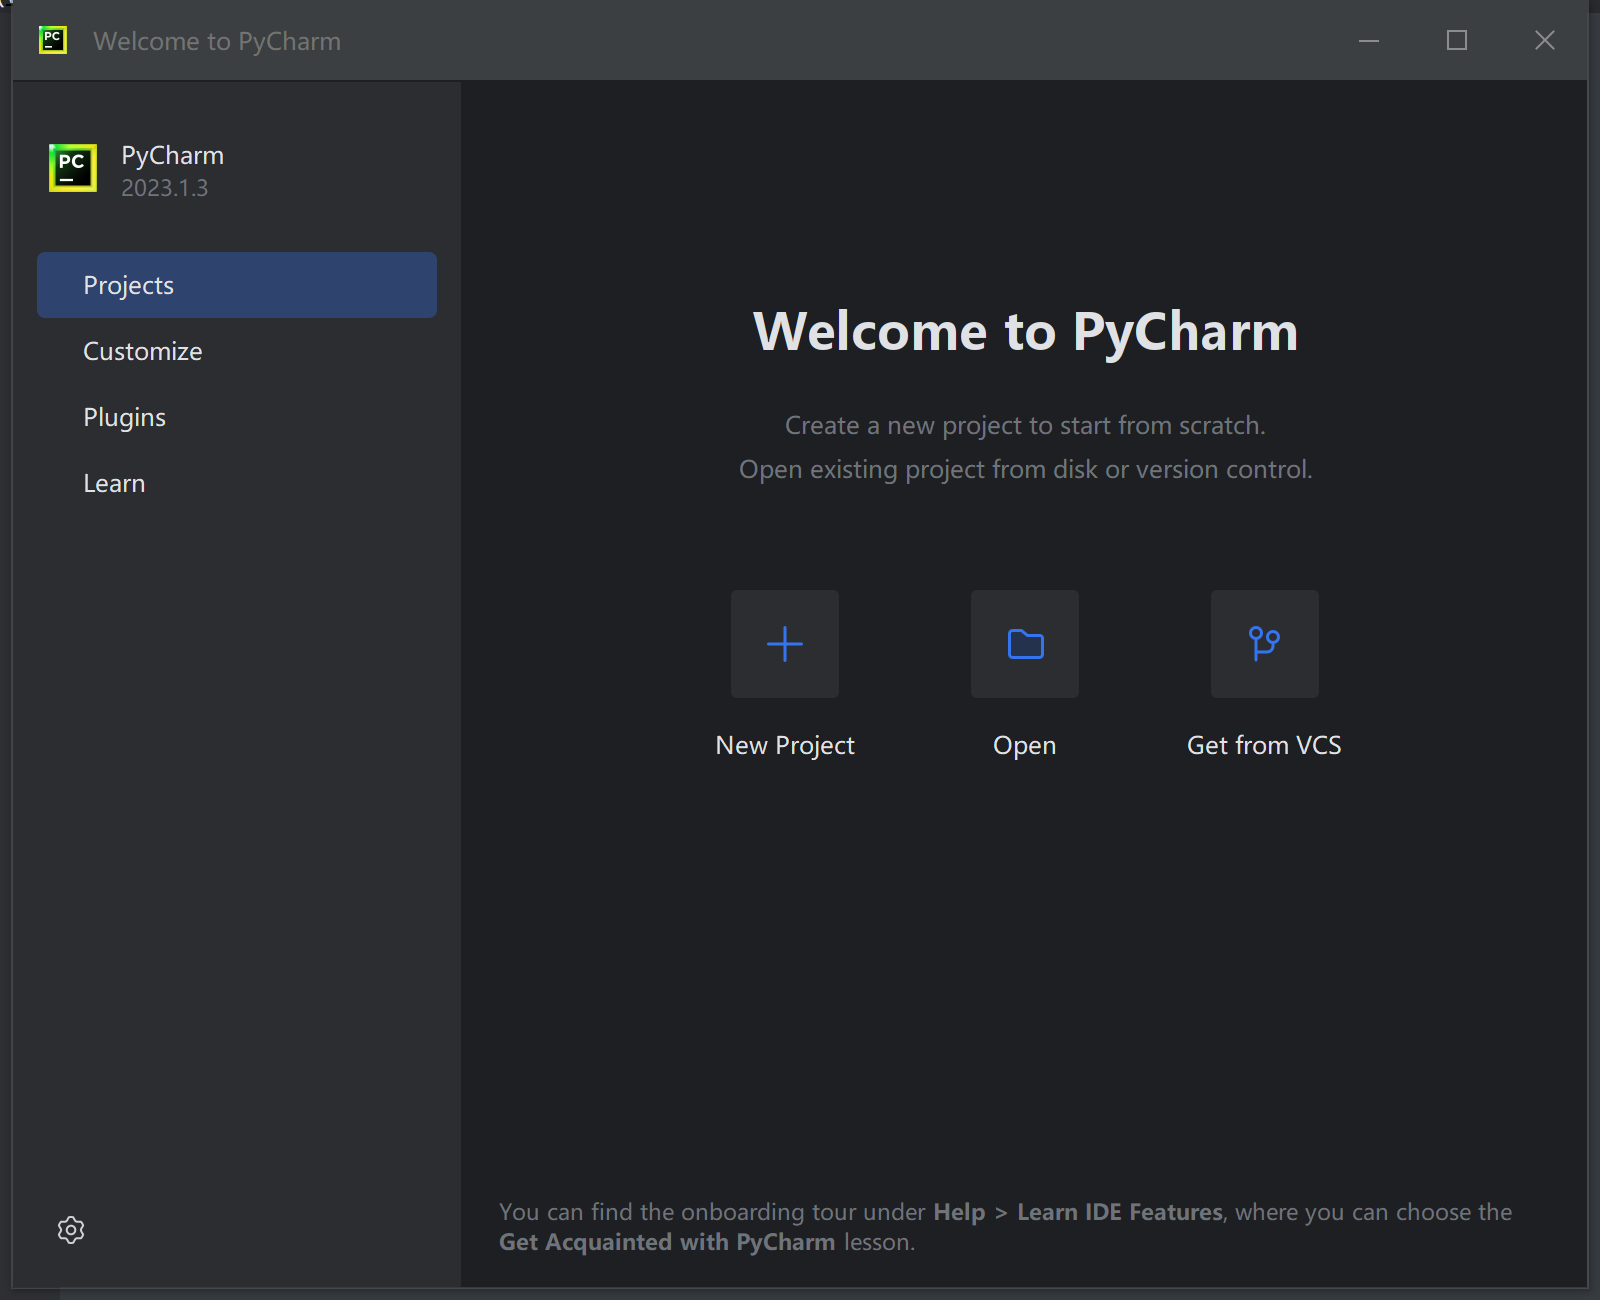 PC
Welcome to PyCharm
PC
PyCharm
2023.1.3
Projects
Customize
Plugins
Learn
Welcome to PyCharm
Create a new project to start from scratch.
Open existing project from disk or version control.
New Project
Open
Get from VCS
You can find the onboarding tour under Help > Learn IDE Features, where you can choose the
Get Acquainted with PyCharm lesson.